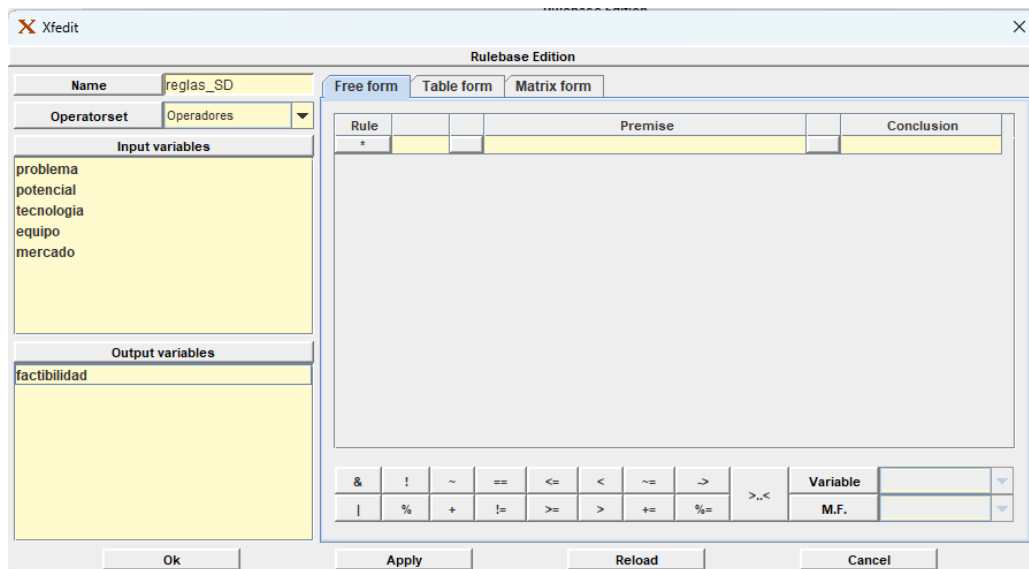 Xfedit
Rulebase Edition
Name reglas_SD
Operatorset Operadores
Input variables
problema
potencial
tecnologia
equipo
mercado
Output variables
factibilidad
Free form Table form Matrix form
Rule Premise Conclusion
*
& ! ~ == <= < ~= -> >..< Variable
| % + != >= > += %= M.F.
Ok Apply Reload Cancel